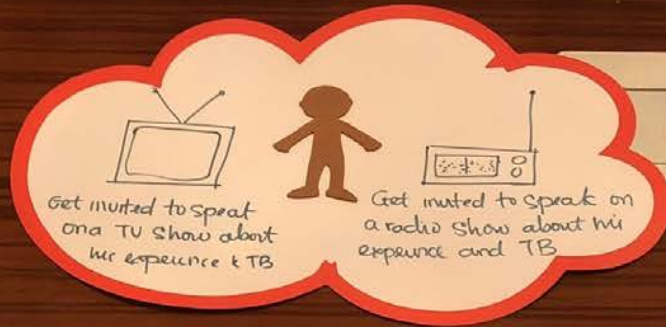 Get invited to speak
on a TV show about
his experience & TB
Get invited to speak on
a radio show about his
experience and TB